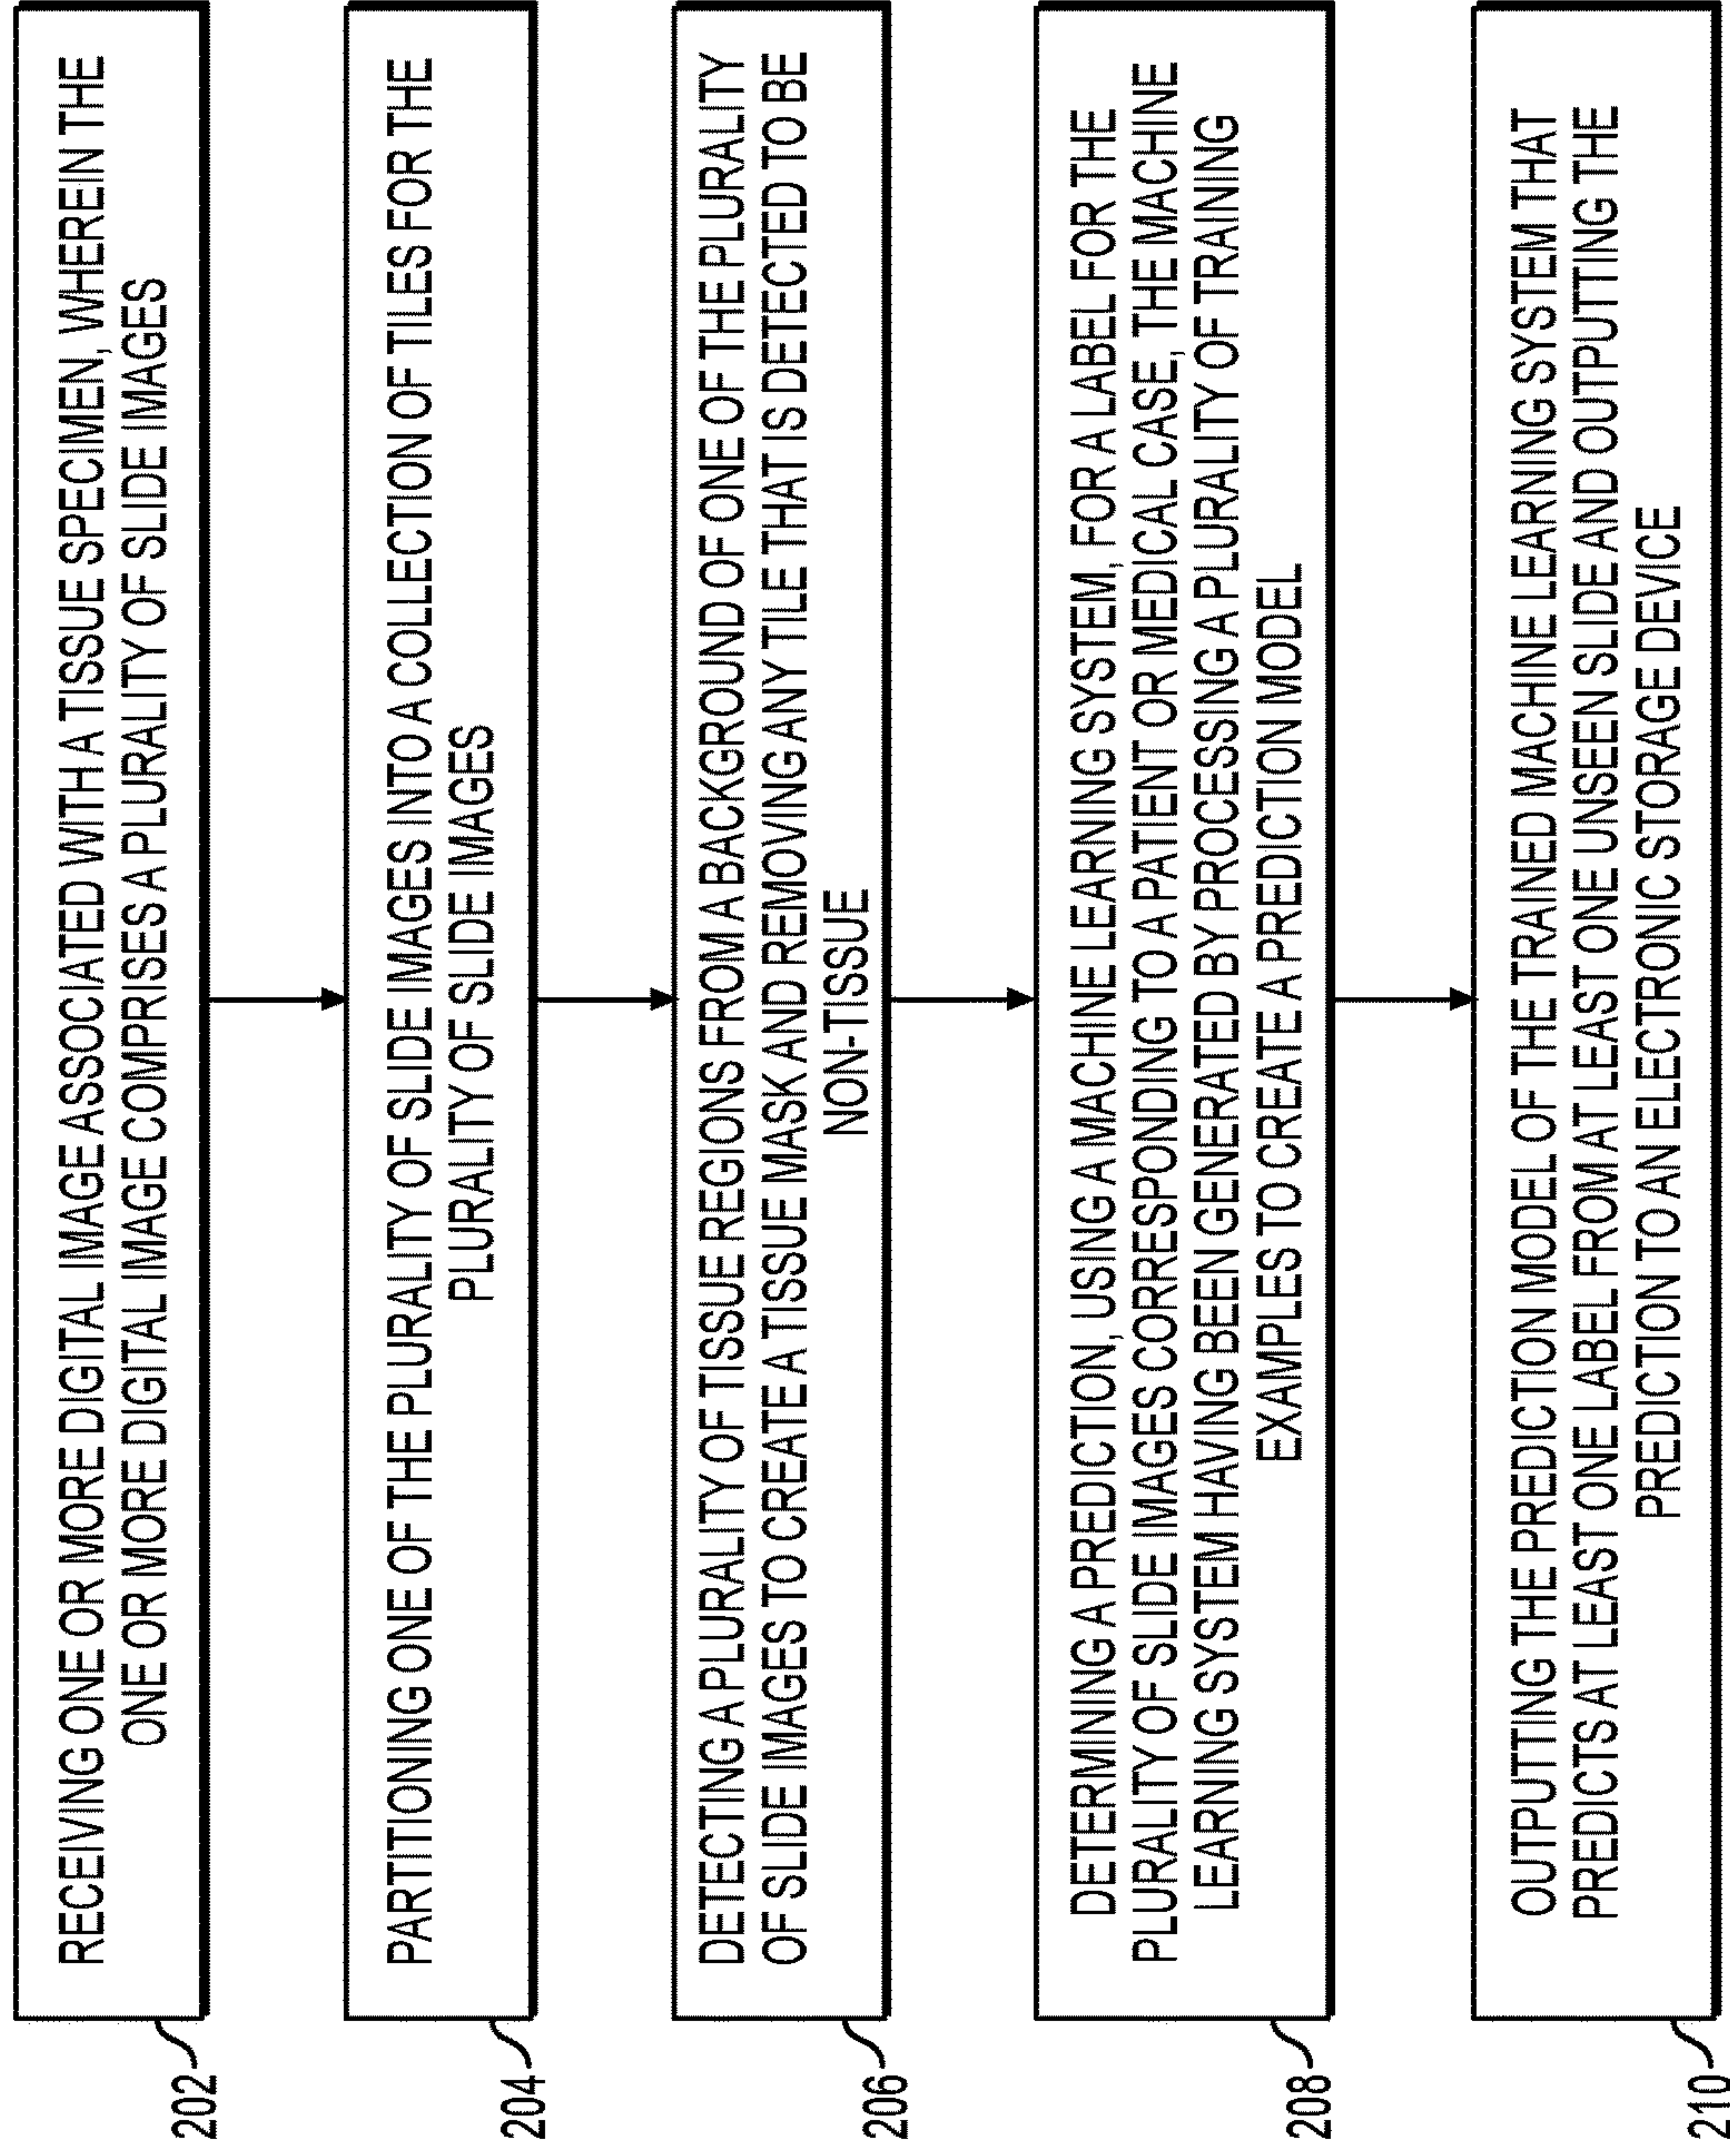 202
RECEIVING ONE OR MORE DIGITAL IMAGE ASSOCIATED WITH A TISSUE SPECIMEN, WHEREIN THE
ONE OR MORE DIGITAL IMAGE COMPRISES A PLURALITY OF SLIDE IMAGES
204
PARTITIONING ONE OF THE PLURALITY OF SLIDE IMAGES INTO A COLLECTION OF TILES FOR THE
PLURALITY OF SLIDE IMAGES
206
DETECTING A PLURALITY OF TISSUE REGIONS FROM A BACKGROUND OF ONE OF THE PLURALITY
OF SLIDE IMAGES TO CREATE A TISSUE MASK AND REMOVING ANY TILE THAT IS DETECTED TO BE
NON-TISSUE
208
DETERMINING A PREDICTION, USING A MACHINE LEARNING SYSTEM, FOR A LABEL FOR THE
PLURALITY OF SLIDE IMAGES CORRESPONDING TO A PATIENT OR MEDICAL CASE, THE MACHINE
LEARNING SYSTEM HAVING BEEN GENERATED BY PROCESSING A PLURALITY OF TRAINING
EXAMPLES TO CREATE A PREDICTION MODEL
210
OUTPUTTING THE PREDICTION MODEL OF THE TRAINED MACHINE LEARNING SYSTEM THAT
PREDICTS AT LEAST ONE LABEL FROM AT LEAST ONE UNSEEN SLIDE AND OUTPUTTING THE
PREDICTION TO AN ELECTRONIC STORAGE DEVICE